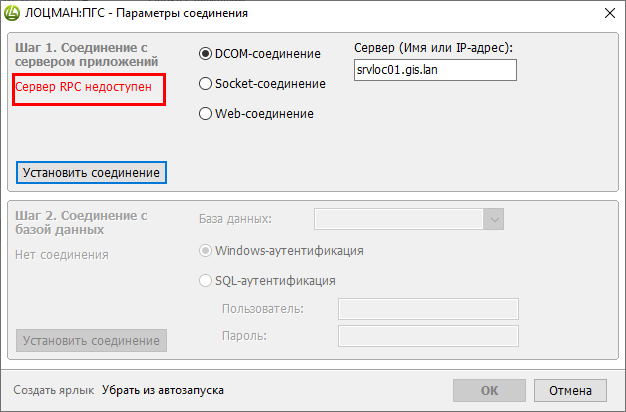 ЛОЦМАН:ПГС - Параметры соединения
Шаг 1. Соединение с
сервером приложений
Сервер RPC недоступен
DCOM-соединение
Socket-соединение
Web-соединение
Сервер (Имя или IP-адрес):
srvloc01.gis.lan
Установить соединение
Шаг 2. Соединение с
базой данных
Нет соединения
База данных:
Windows-аутентификация
SQL-аутентификация
Пользователь:
Пароль:
Установить соединение
Создать ярлык Убрать из автозапуска
OK
Отмена